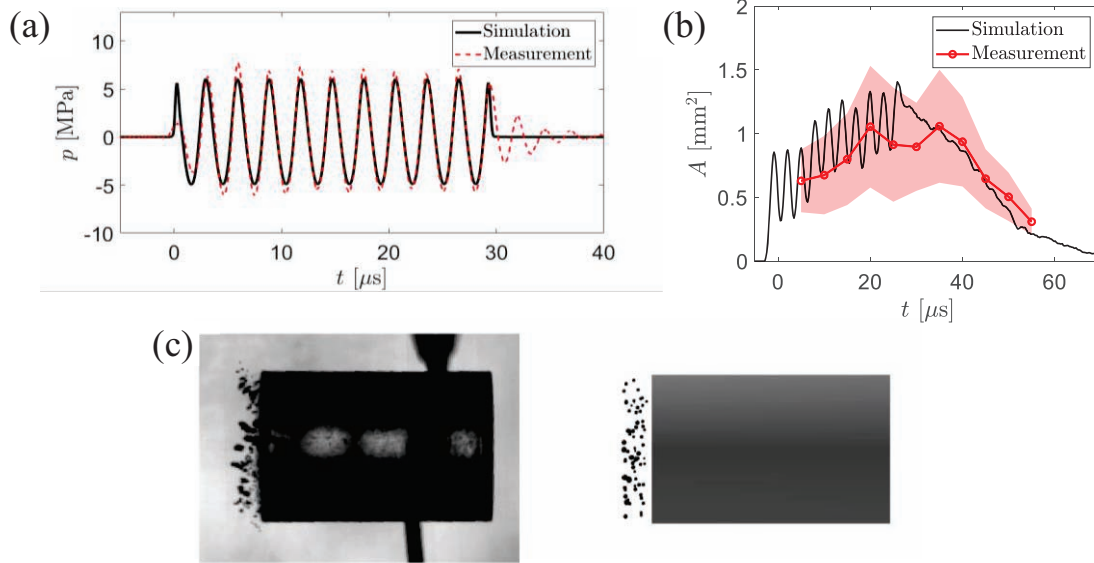 (a)
10
5
0
-5
-10
p [MPa]
0
10
20
30
40
t [μs]
Simulation
Measurement
(b)
2
1.5
1
0.5
0
A [mm²]
0
20
40
60
t [μs]
Simulation
Measurement
(c)